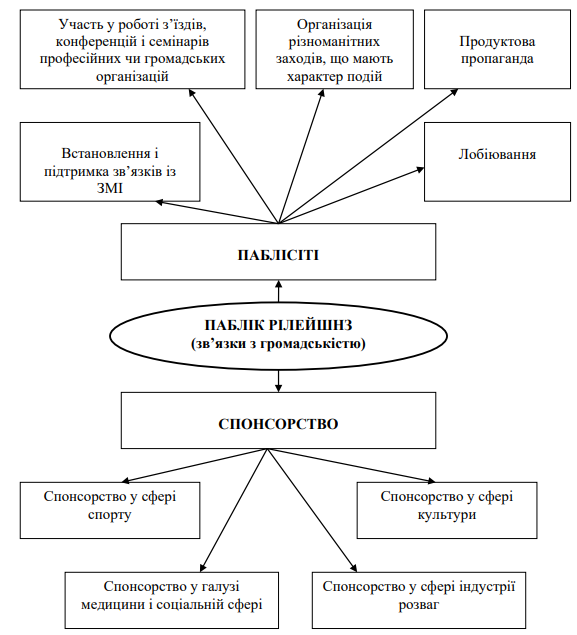 Участь у роботі з’їздів,
конференцій і семінарів
професійних чи громадських
організацій
Організація
різноманітних
заходів, що мають
характер подій
Продуктова
пропаганда
Встановлення і
підтримка зв’язків із
ЗМІ
Лобіювання
ПАБЛІСІТІ
ПАБЛІК РІЛЕЙШНЗ
(зв’язки з громадськістю)
СПОНСОРСТВО
Спонсорство у сфері
спорту
Спонсорство у сфері
культури
Спонсорство у галузі
медицини і соціальній сфері
Спонсорство у сфері індустрії
розваг